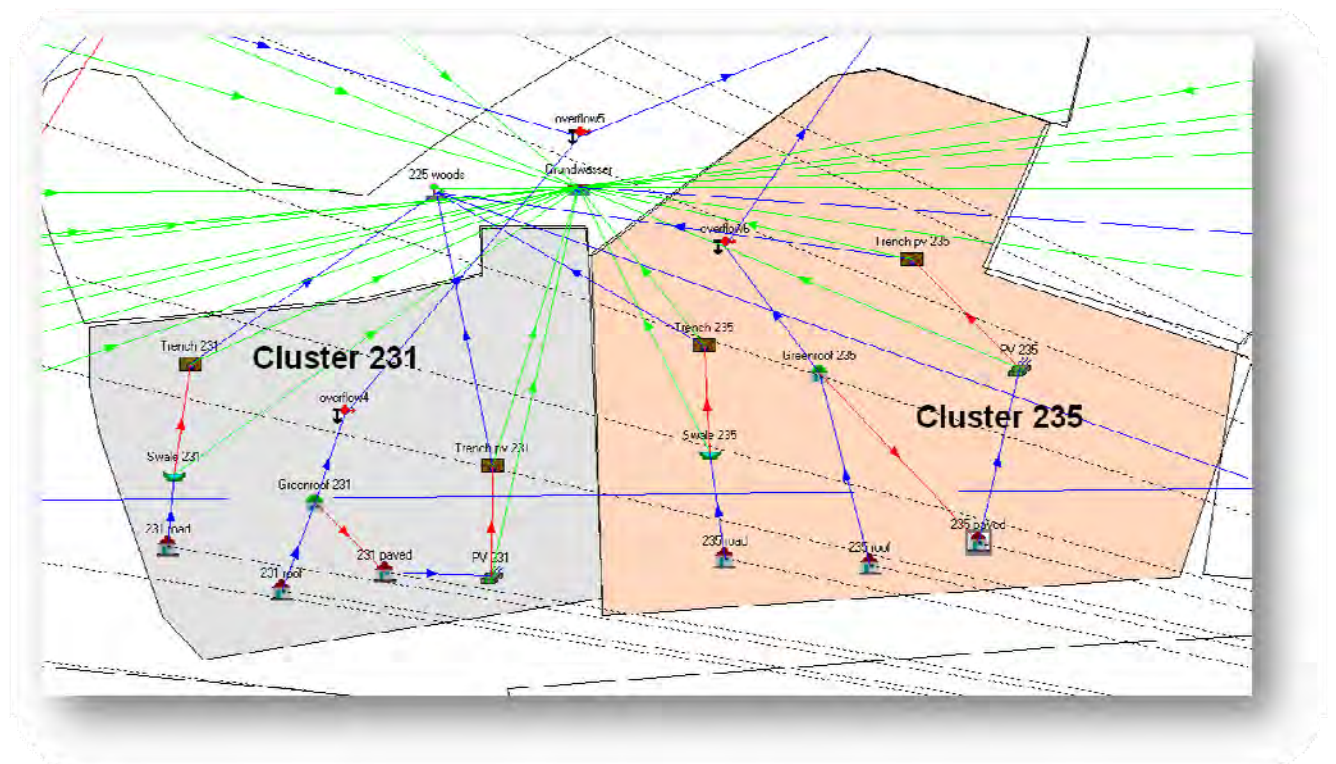 overflow5
Grundwasser
225 woods
overflow6
Trench pv 235
Trench 231
Cluster 231
Trench 235
Greenroof 235
PV 235
overflow4
Cluster 235
Swale 231
Trench pv 231
Swale 235
Greenroof 231
231 road
231 paved
PV 231
231 roof
235 road
235 roof
235 paved